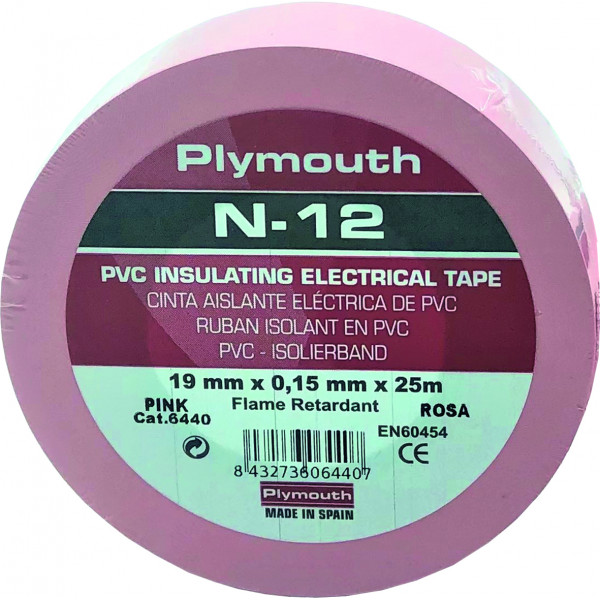 Plymouth
N-12
PVC INSULATING ELECTRICAL TAPE
CINTA AISLANTE ELÉCTRICA DE PVC
RUBAN ISOLANT EN PVC
PVC - ISOLIERBAND
19 mm x 0,15 mm x 25m
PINK Flame Retardant ROSA
Cat.6440
EN60454
CE
8 432736 064407
Plymouth
MADE IN SPAIN